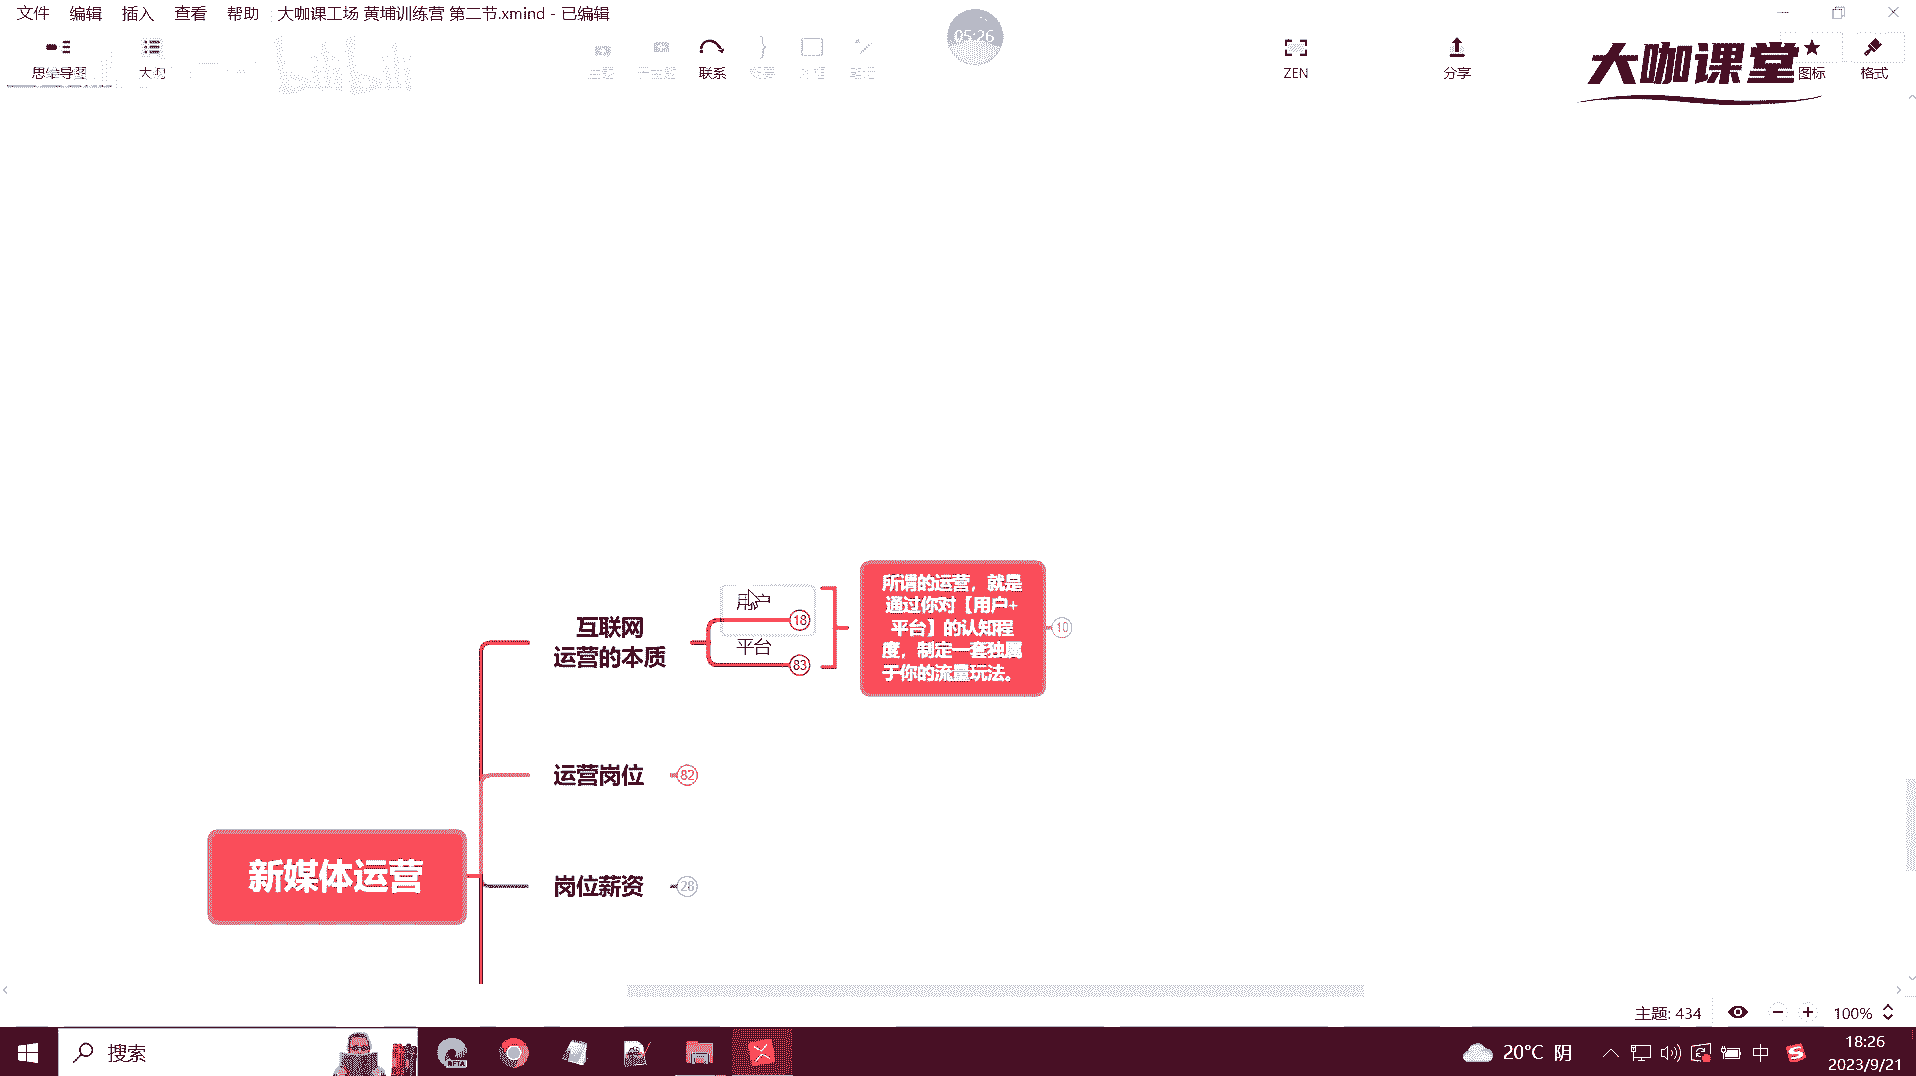 文件 编辑 插入 查看 帮助 大咖课工场 黄埔训练营 第二节.xmind - 已编辑
05:26
思维导图
联系
ZEN
分享
大咖课堂
图标
格式
用户
18
平台
83
互联网
运营的本质
所谓的运营，就是
通过你对【用户+
平台】的认知程
度，制定一套独属
于你的流量玩法。
10
运营岗位
82
新媒体运营
岗位薪资
28
主题: 434
100%
搜索
20°C 阴
中
18:26
2023/9/21